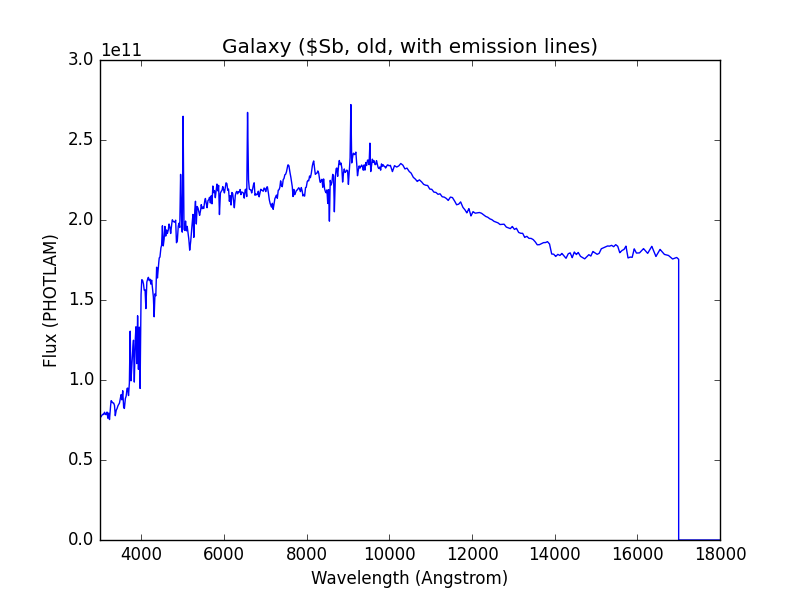 Galaxy ($Sb, old, with emission lines)
1e11
3.0
2.5
2.0
1.5
1.0
0.5
0.0
Flux (PHOTLAM)
4000 6000 8000 10000 12000 14000 16000 18000
Wavelength (Angstrom)